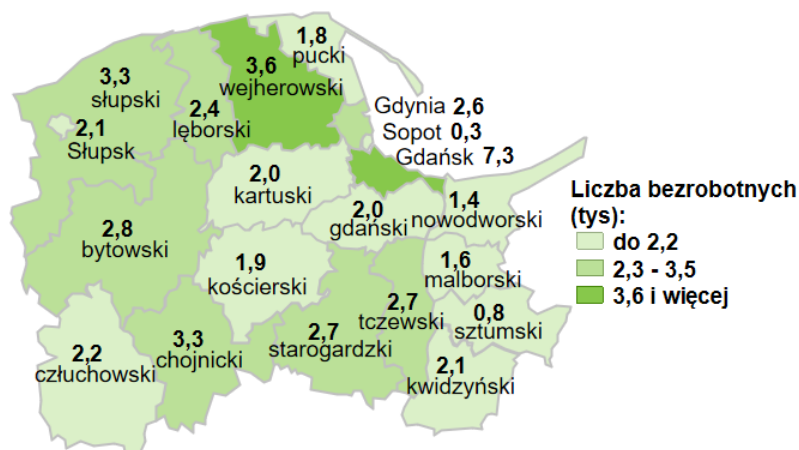 1,8
pucki
3,6
wejherowski
3,3
słupski
2,4
lęborski
2,1
Słupsk
Gdynia 2,6
Sopot 0,3
Gdańsk 7,3
2,0
kartuski
2,0
gdański
1,4
nowodworski
2,8
bytowski
1,9
kościerski
1,6
malborski
2,2
człuchowski
3,3
chojnicki
2,7
starogardzki
2,7
tczewski
0,8
sztumski
2,1
kwidzyński
Liczba bezrobotnych
(tys):
do 2,2
2,3 - 3,5
3,6 i więcej